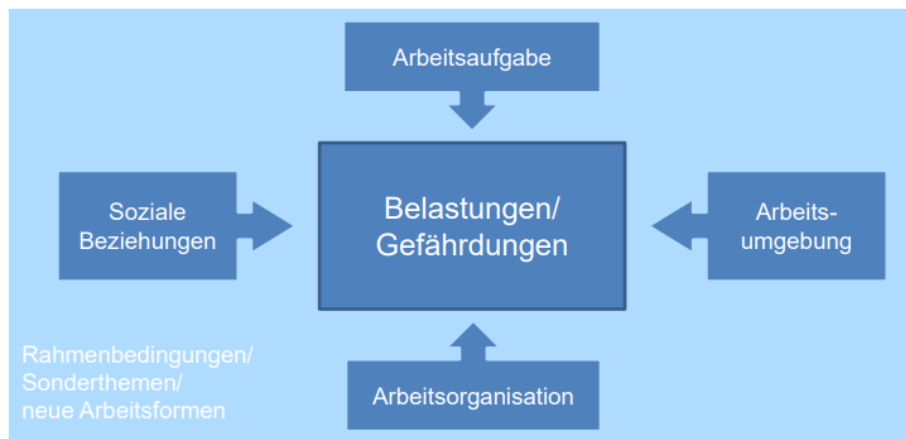 Arbeitsaufgabe
Soziale
Beziehungen
Belastungen/
Gefährdungen
Arbeits-
umgebung
Rahmenbedingungen/
Sonderthemen/
neue Arbeitsformen
Arbeitsorganisation